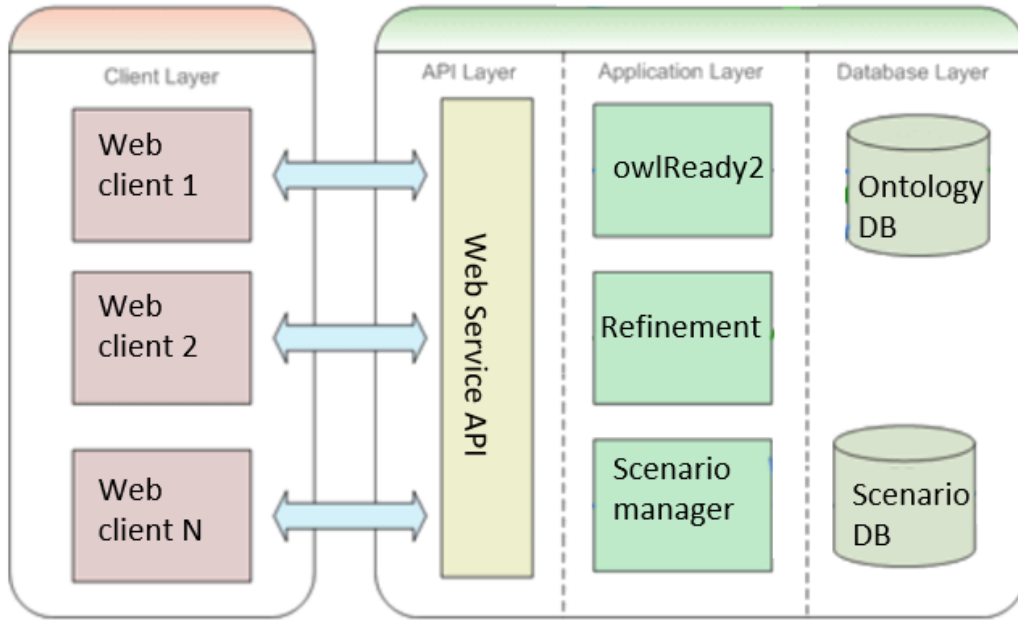 Client Layer
API Layer
Application Layer
Database Layer
Web
client 1
Web
client 2
Web
client N
Web Service API
owlReady2
Refinement
Scenario
manager
Ontology
DB
Scenario
DB